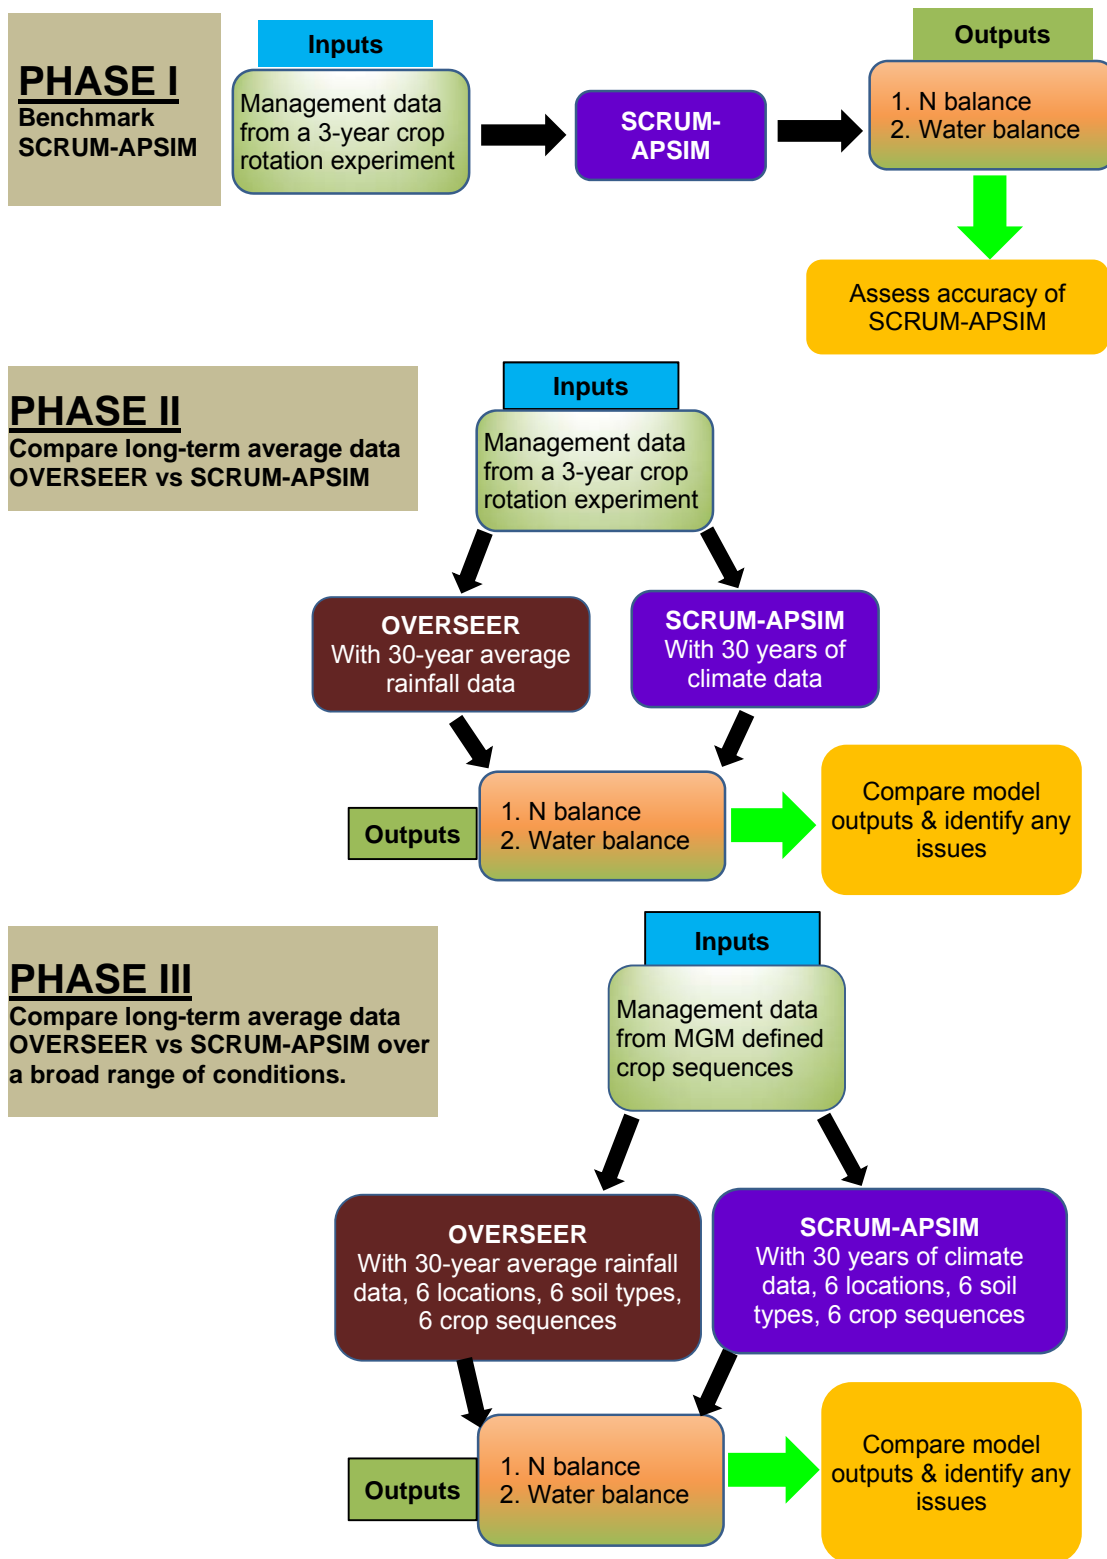 PHASE I
Benchmark
SCRUM-APSIM
Inputs
Management data
from a 3-year crop
rotation experiment
SCRUM-
APSIM
Outputs
1. N balance
2. Water balance
Assess accuracy of
SCRUM-APSIM
PHASE II
Compare long-term average data
OVERSEER vs SCRUM-APSIM
Inputs
Management data
from a 3-year crop
rotation experiment
OVERSEER
With 30-year average
rainfall data
SCRUM-APSIM
With 30 years of
climate data
Outputs
1. N balance
2. Water balance
Compare model
outputs & identify any
issues
PHASE III
Compare long-term average data
OVERSEER vs SCRUM-APSIM over
a broad range of conditions.
Inputs
Management data
from MGM defined
crop sequences
OVERSEER
With 30-year average rainfall
data, 6 locations, 6 soil types,
6 crop sequences
SCRUM-APSIM
With 30 years of climate
data, 6 locations, 6 soil
types, 6 crop sequences
Outputs
1. N balance
2. Water balance
Compare model
outputs & identify any
issues